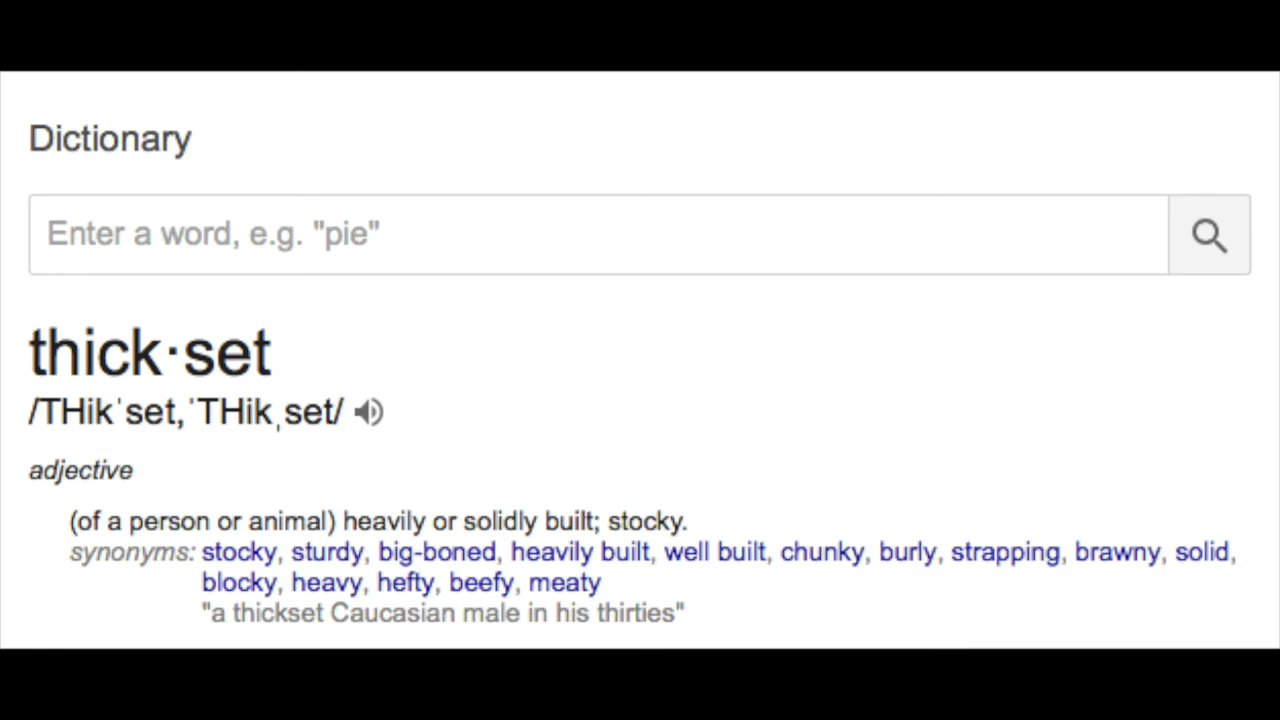 Dictionary
Enter a word, e.g. "pie"
thick·set
/THikˈset,ˈTHikˌset/
adjective
(of a person or animal) heavily or solidly built; stocky.
synonyms: stocky, sturdy, big-boned, heavily built, well built, chunky, burly, strapping, brawny, solid,
blocky, heavy, hefty, beefy, meaty
"a thickset Caucasian male in his thirties"